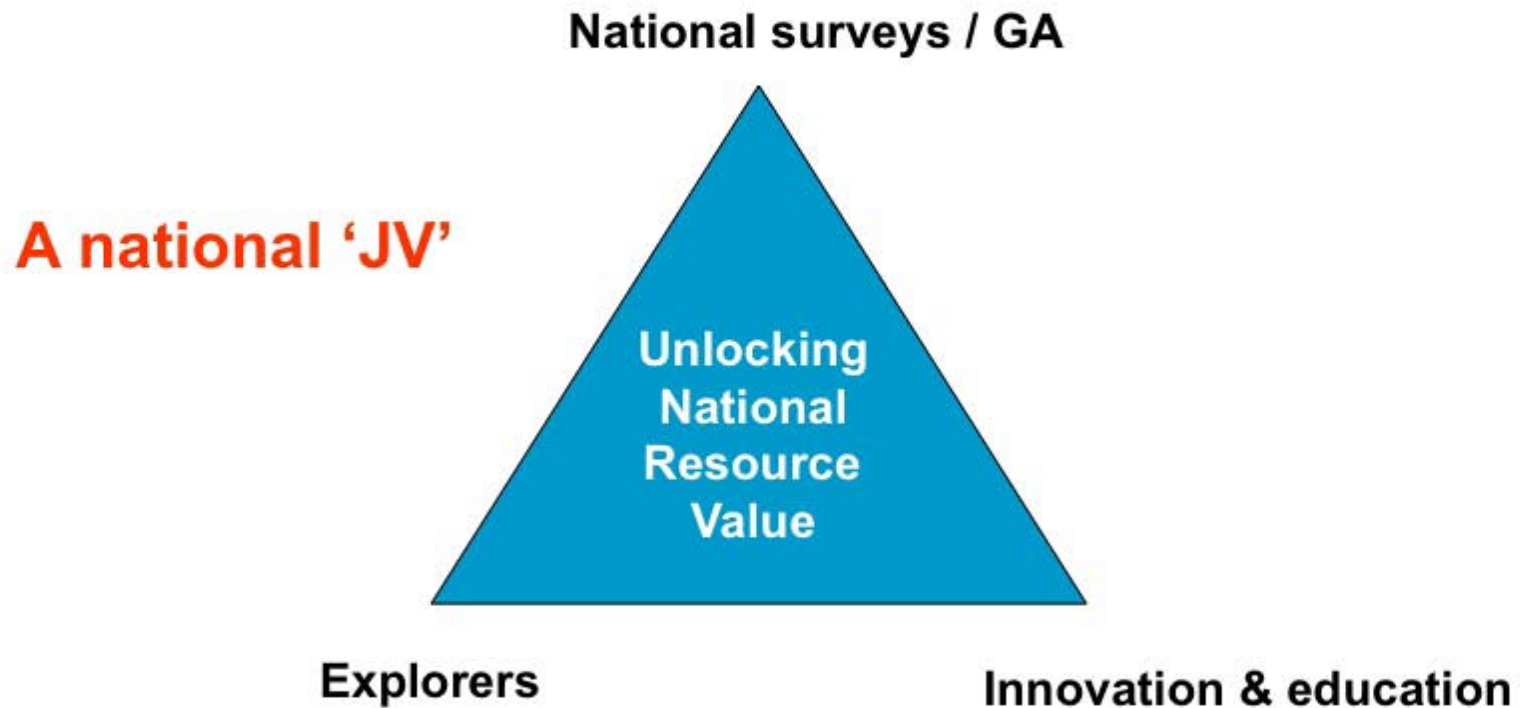 National surveys / GA
A national ‘JV’
Unlocking
National
Resource
Value
Explorers
Innovation & education